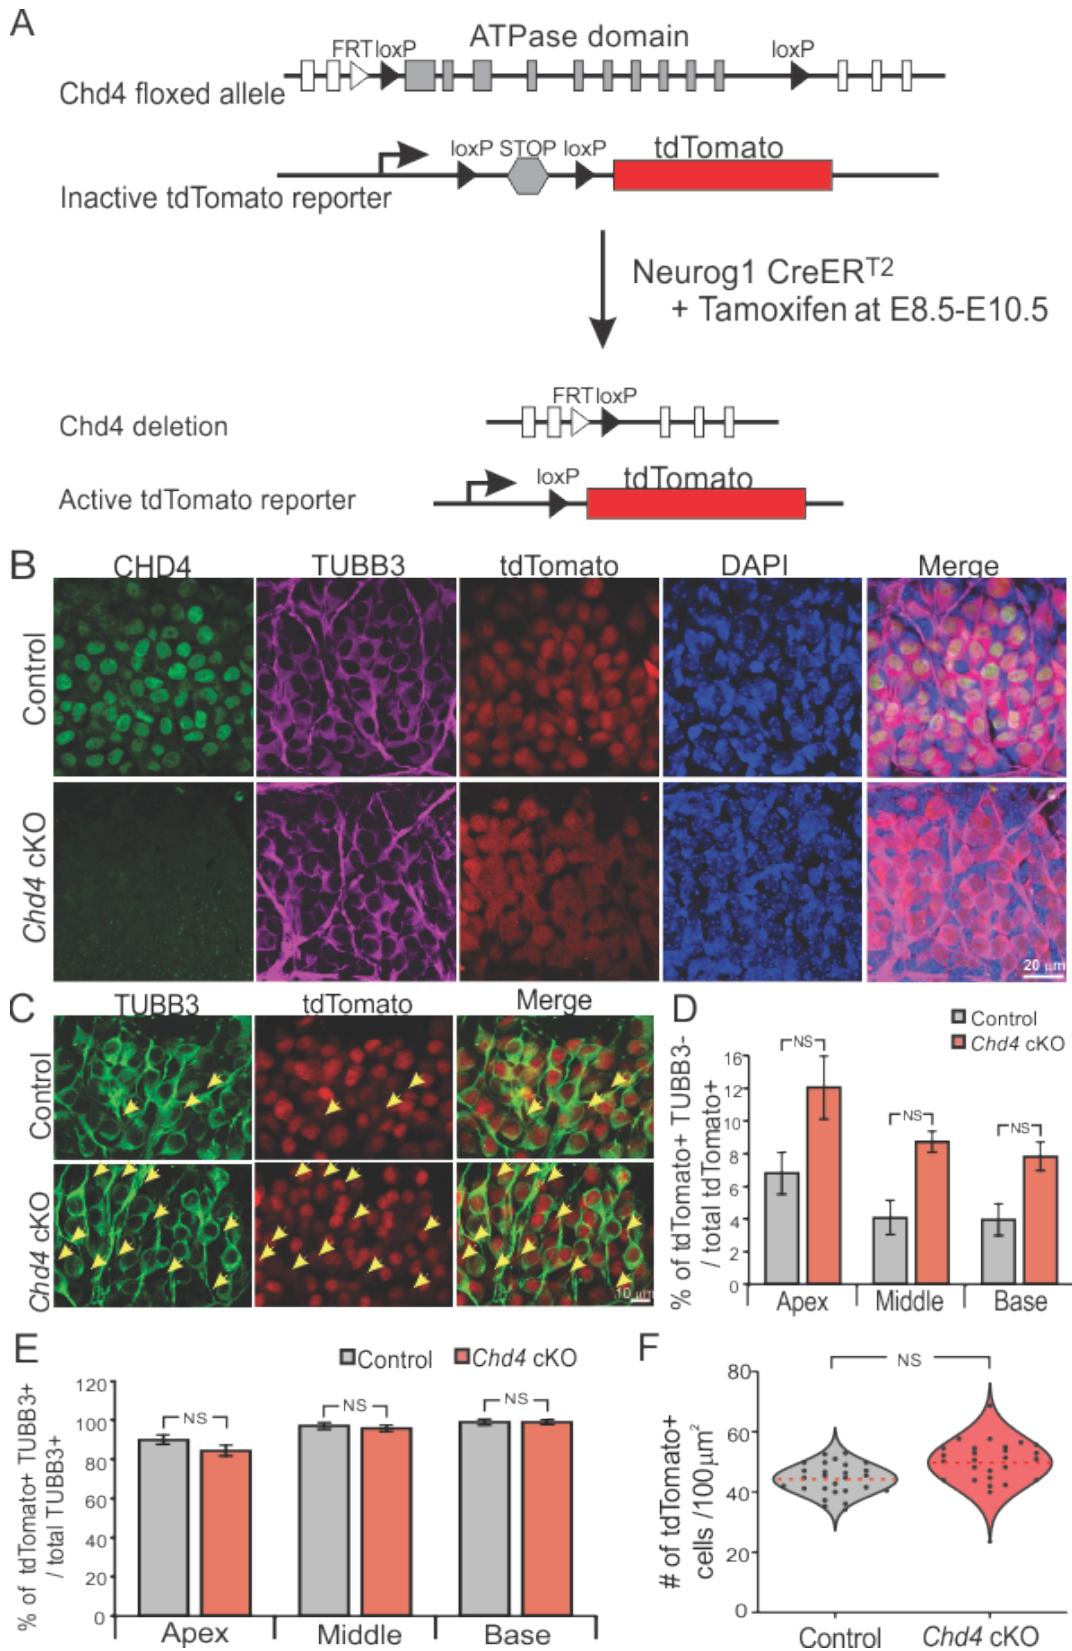 A
ATPase domain
FRT loxP
loxP
Chd4 floxed allele
loxP STOP loxP
tdTomato
Inactive tdTomato reporter
Neurog1 CreERT2
+ Tamoxifen at E8.5-E10.5
FRT loxP
Chd4 deletion
loxP
tdTomato
Active tdTomato reporter
B
CHD4 TUBB3 tdTomato DAPI Merge
Control
Chd4 cKO
20 µm
C
TUBB3 tdTomato Merge
Control
Chd4 cKO
10 µm
D
Control
Chd4 cKO
% of tdTomato+ TUBB3-
/ total tdTomato+
16
14
12
10
8
6
4
2
0
NS
NS
NS
Apex Middle Base
E
Control Chd4 cKO
% of tdTomato+ TUBB3+
/ total TUBB3+
120
100
80
60
40
20
0
NS
NS
NS
Apex Middle Base
F
# of tdTomato+
cells /100µm²
80
60
40
20
0
NS
Control Chd4 cKO